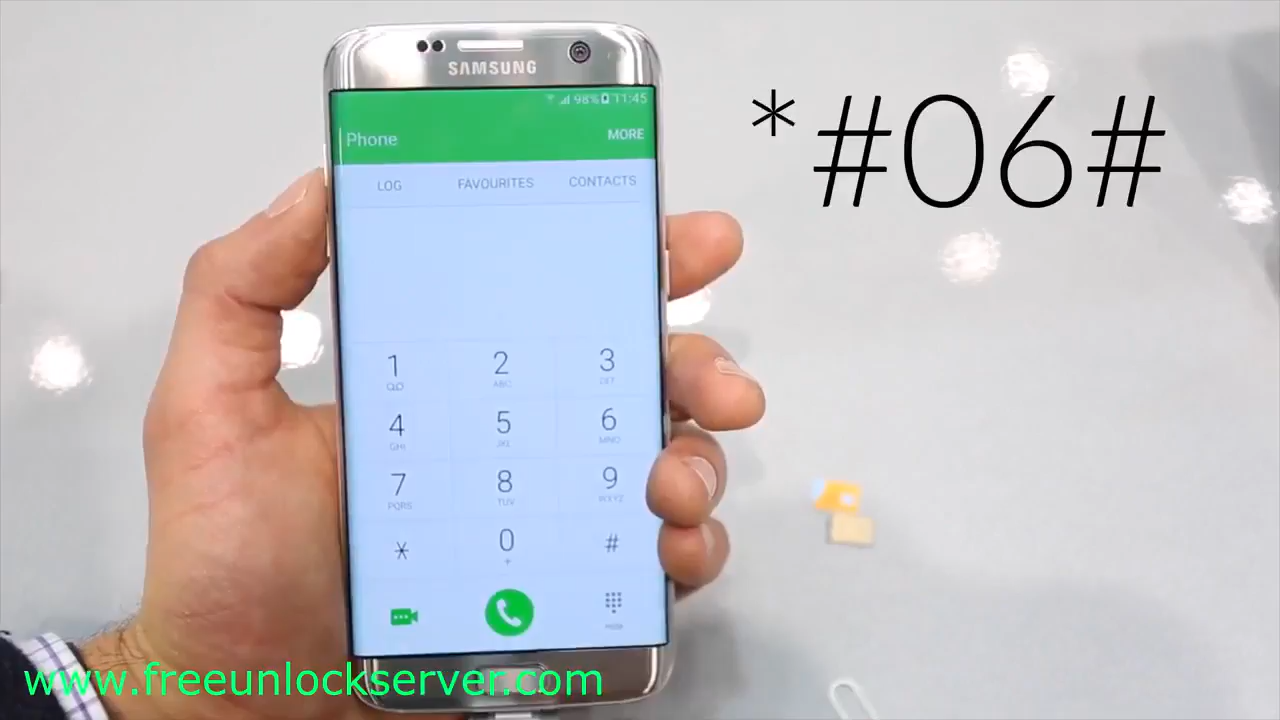 SAMSUNG
98% 11:45
Phone
MORE
LOG FAVOURITES CONTACTS
*#06#
1 2 3
ABC DEF
4 5 6
GHI JKL MNO
7 8 9
PQRS TUV WXYZ
* 0 #
+
www.freeunlockserver.com